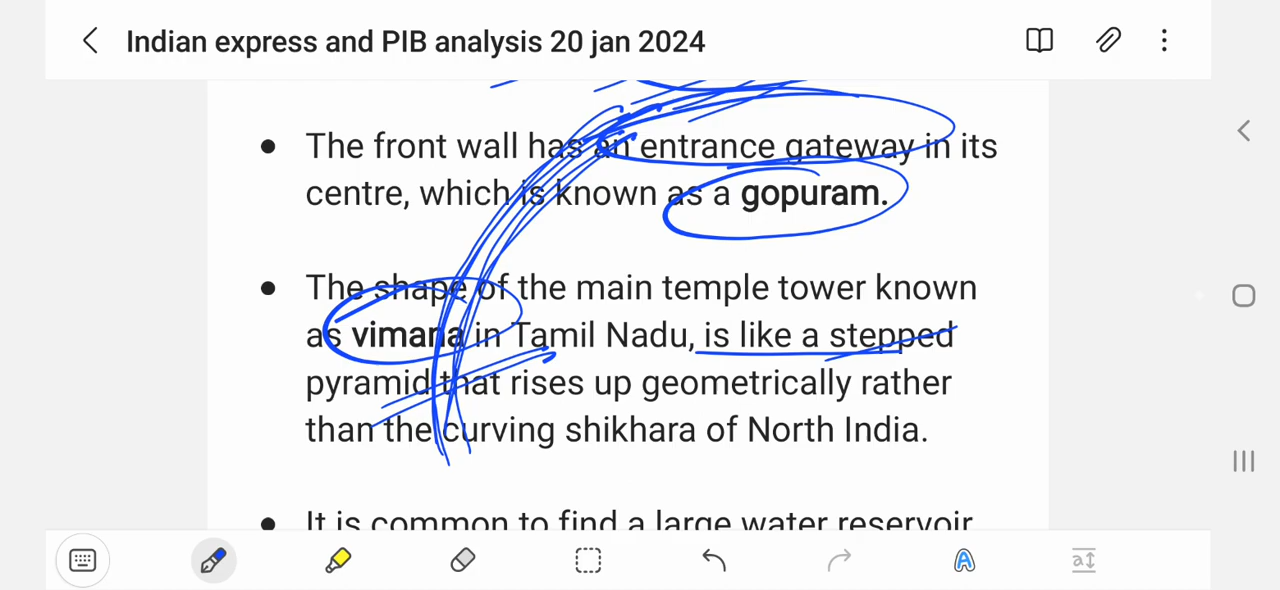 Indian express and PIB analysis 20 jan 2024
● The front wall has an entrance gateway in its
centre, which is known as a gopuram.
● The shape of the main temple tower known
as vimana in Tamil Nadu, is like a stepped
pyramid that rises up geometrically rather
than the curving shikhara of North India.
● It is common to find a large water reservoir